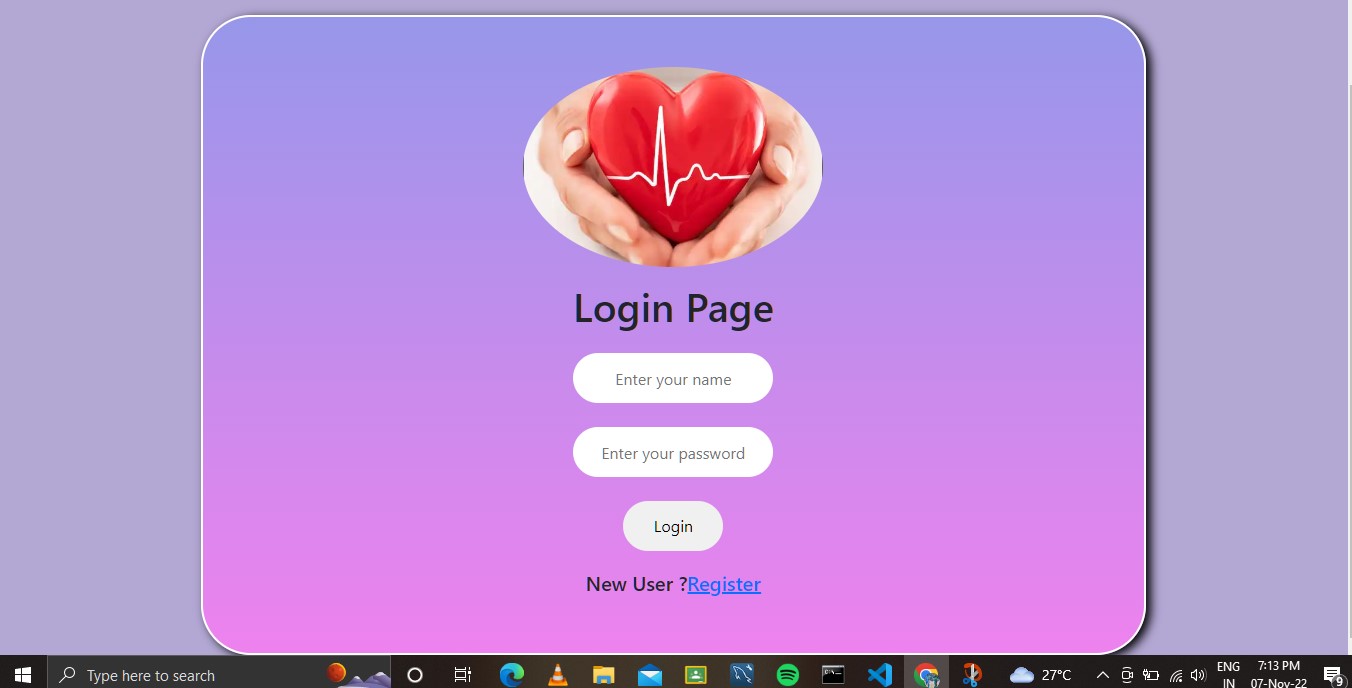 Login Page
Enter your name
Enter your password
Login
New User ?Register
Type here to search
27°C
ENG
IN
7:13 PM
07-Nov-22
9